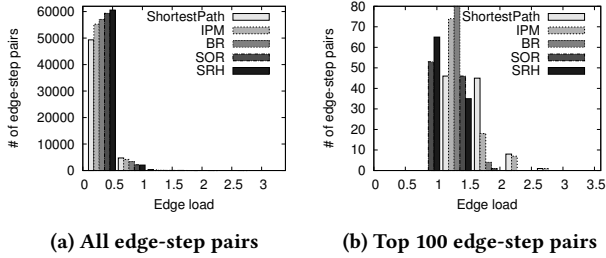 # of edge-step pairs
60000
50000
40000
30000
20000
10000
0
ShortestPath
IPM
BR
SOR
SRH
0 0.5 1 1.5 2 2.5 3
Edge load
(a) All edge-step pairs
# of edge-step pairs
80
70
60
50
40
30
20
10
0
ShortestPath
IPM
BR
SOR
SRH
0 0.5 1 1.5 2 2.5 3 3.5
Edge load
(b) Top 100 edge-step pairs